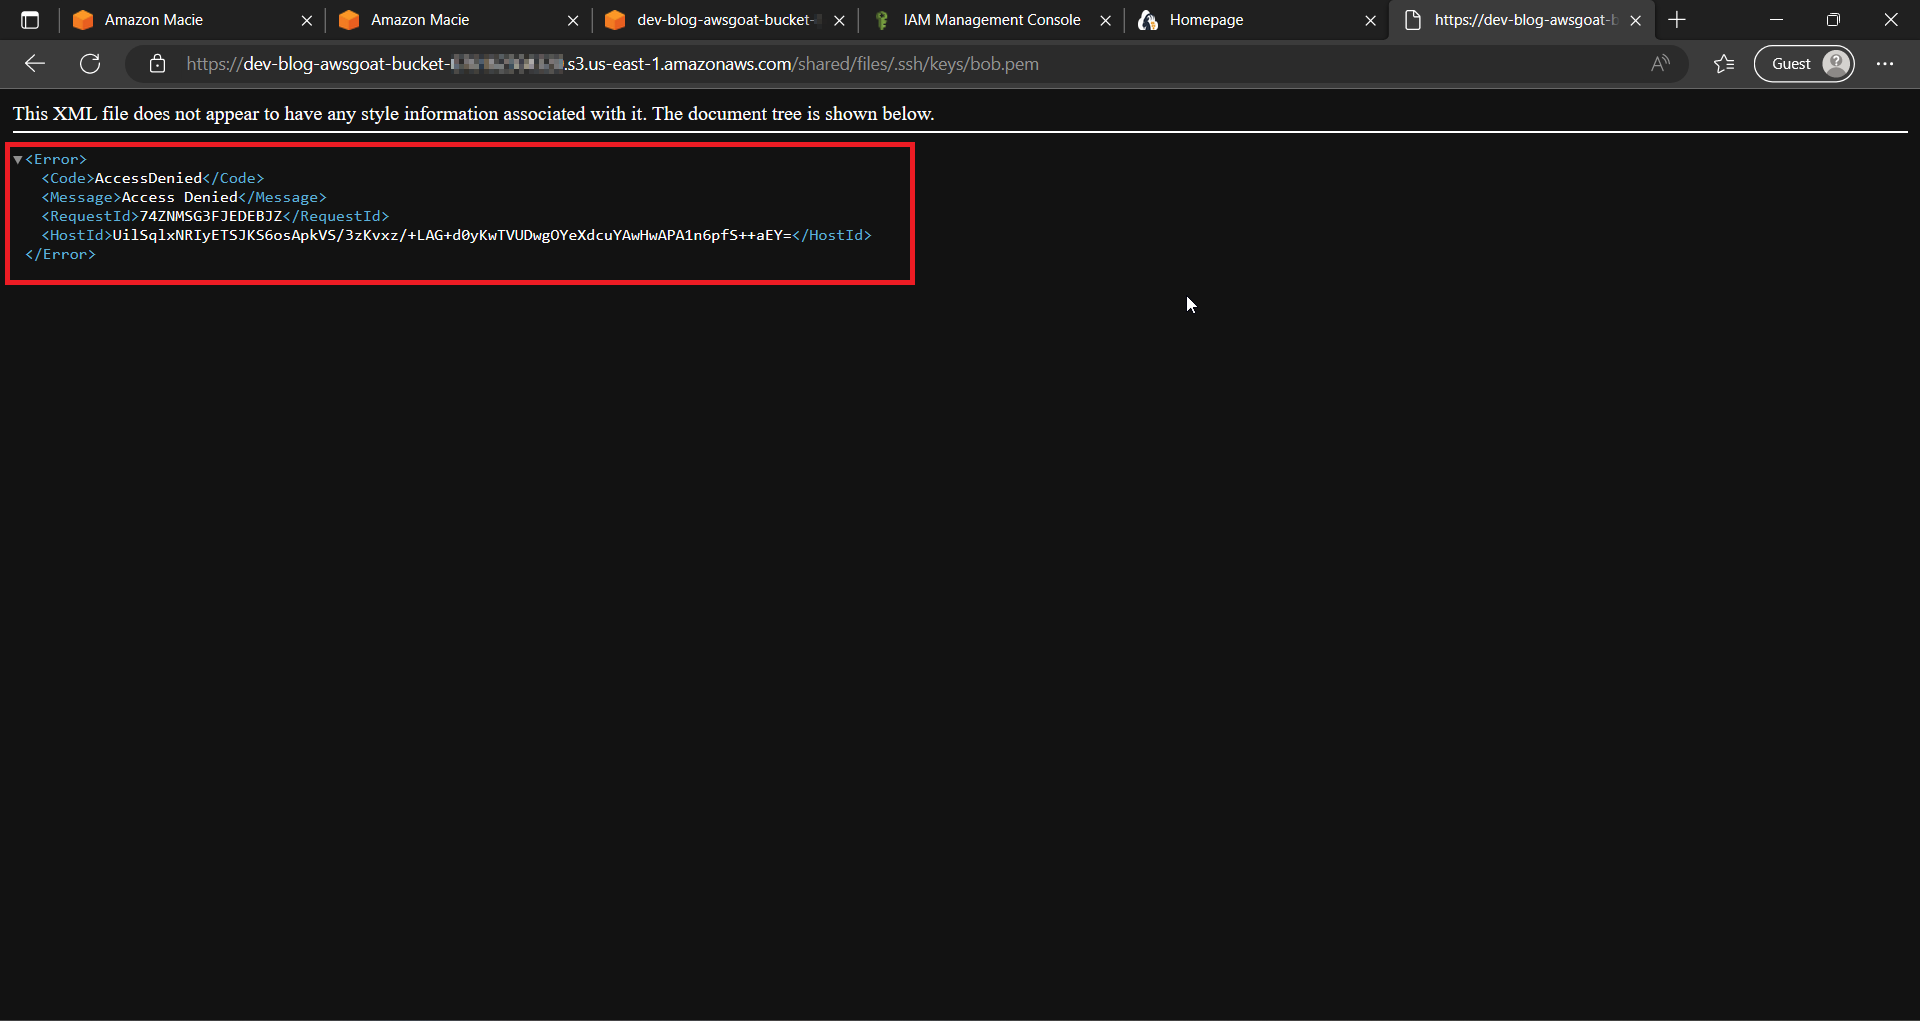 Amazon Macie
Amazon Macie
dev-blog-awsgoat-bucket-
IAM Management Console
Homepage
https://dev-blog-awsgoat-b
https://dev-blog-awsgoat-bucket- .s3.us-east-1.amazonaws.com/shared/files/.ssh/keys/bob.pem
Guest
This XML file does not appear to have any style information associated with it. The document tree is shown below.
<Error>
<Code>AccessDenied</Code>
<Message>Access Denied</Message>
<RequestId>74ZNMSG3FJEDEBJZ</RequestId>
<HostId>UilSqlxNRIyETSJKS6osApkVS/3zKvxz/+LAG+d0yKwTVUDwgOYeXdcuYAwHwAPA1n6pfS++aEY=</HostId>
</Error>